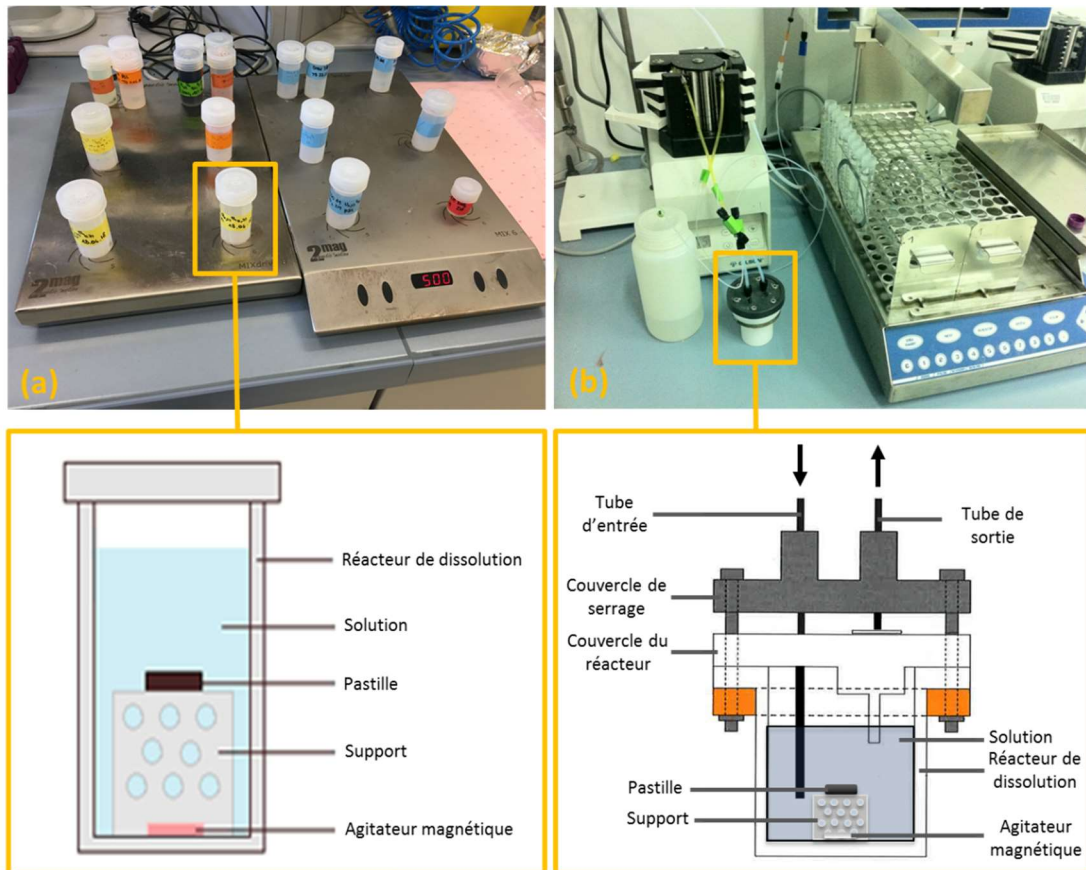 2mag
MIX 6
500
(a)
(b)
Réacteur de dissolution
Solution
Pastille
Support
Agitateur magnétique
Tube
d'entrée
Tube de
sortie
Couvercle de
serrage
Couvercle du
réacteur
Solution
Réacteur de
dissolution
Pastille
Support
Agitateur
magnétique